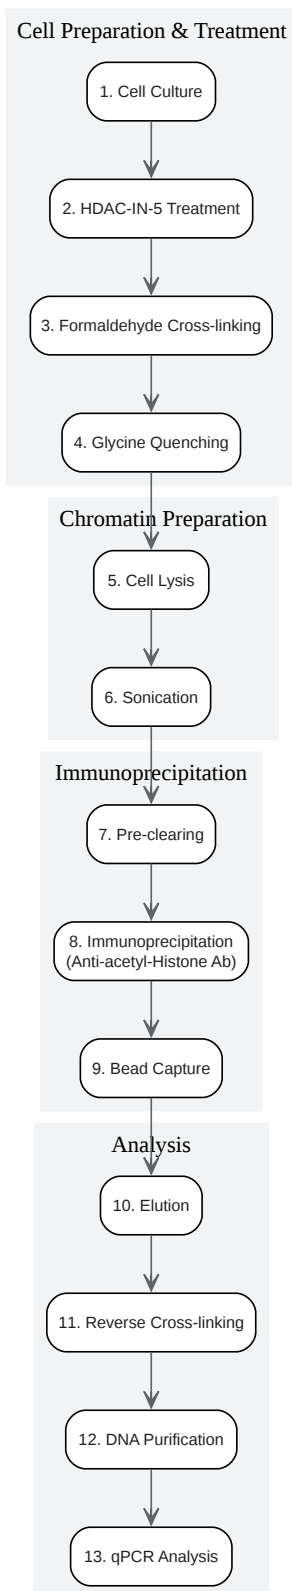 Cell Preparation & Treatment
1. Cell Culture
2. HDAC-IN-5 Treatment
3. Formaldehyde Cross-linking
4. Glycine Quenching
Chromatin Preparation
5. Cell Lysis
6. Sonication
Immunoprecipitation
7. Pre-clearing
8. Immunoprecipitation
(Anti-acetyl-Histone Ab)
9. Bead Capture
Analysis
10. Elution
11. Reverse Cross-linking
12. DNA Purification
13. qPCR Analysis